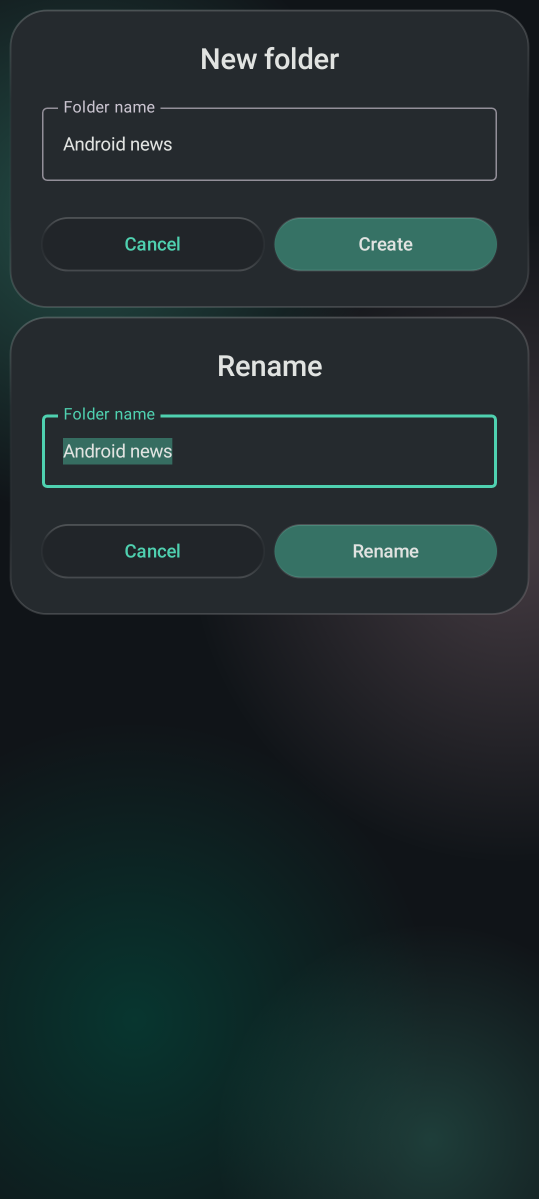 New folder
Folder name
Android news
Cancel
Create
Rename
Folder name
Android news
Cancel
Rename